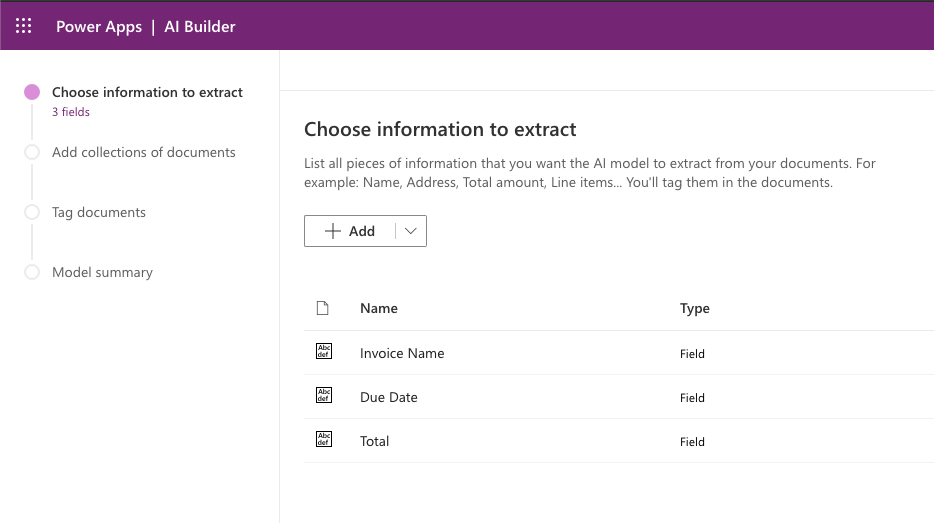 Power Apps | AI Builder
Choose information to extract
3 fields
Add collections of documents
Tag documents
Model summary
Choose information to extract
List all pieces of information that you want the AI model to extract from your documents. For
example: Name, Address, Total amount, Line items... You'll tag them in the documents.
Add
Name Type
Abc def Invoice Name Field
Abc def Due Date Field
Abc def Total Field